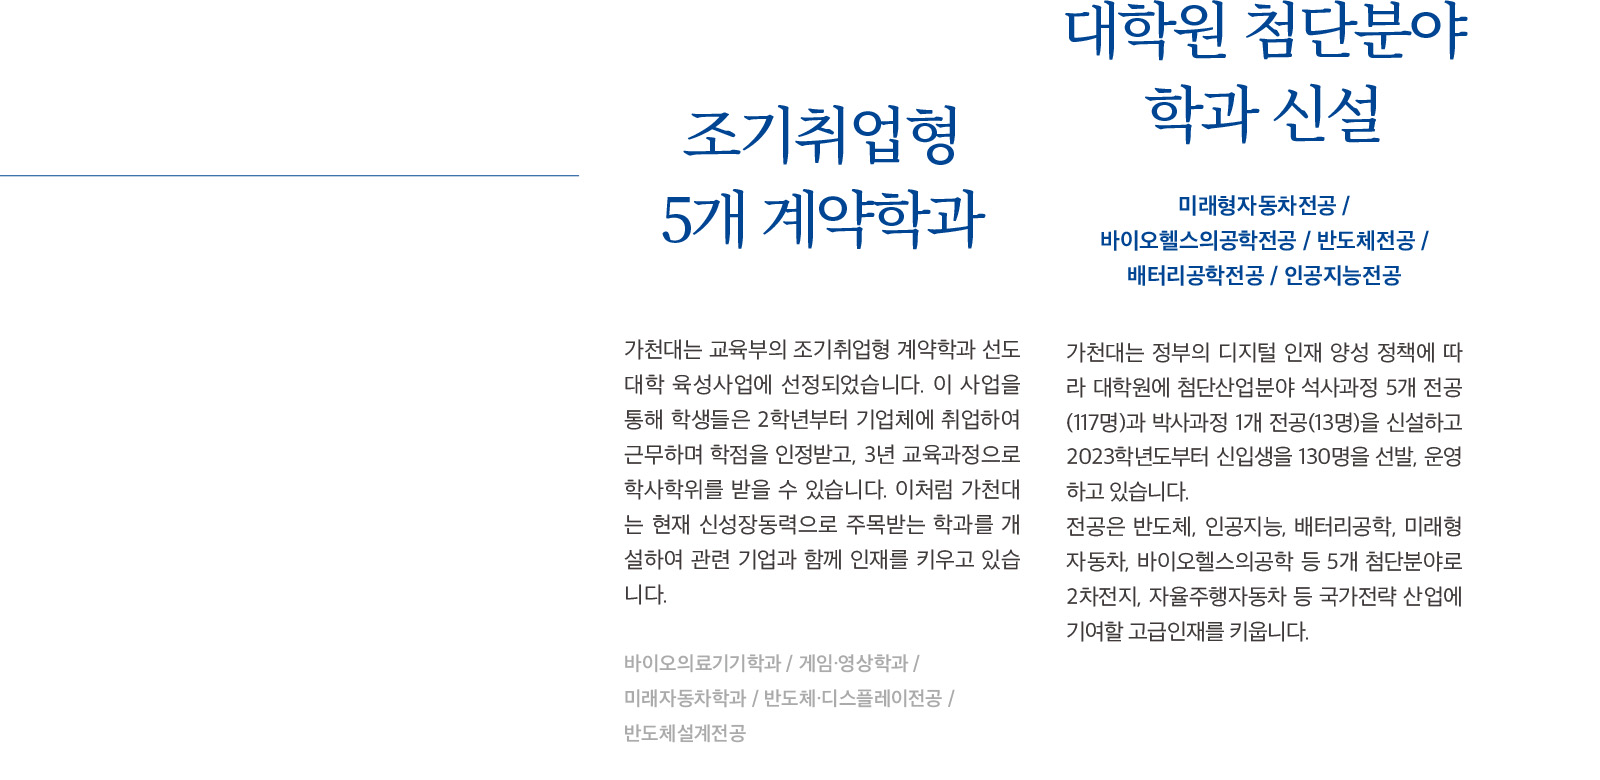 조기취업형
5개 계약학과
가천대는 교육부의 조기취업형 계약학과 선도
대학 육성사업에 선정되었습니다. 이 사업을
통해 학생들은 2학년부터 기업체에 취업하여
근무하며 학점을 인정받고, 3년 교육과정으로
학사학위를 받을 수 있습니다. 이처럼 가천대
는 현재 신성장동력으로 주목받는 학과를 개
설하여 관련 기업과 함께 인재를 키우고 있습
니다.
바이오의료기기학과 / 게임·영상학과 /
미래자동차학과 / 반도체·디스플레이전공 /
반도체설계전공
대학원 첨단분야
학과 신설
미래형자동차전공 /
바이오헬스의공학전공 / 반도체전공 /
배터리공학전공 / 인공지능전공
가천대는 정부의 디지털 인재 양성 정책에 따
라 대학원에 첨단산업분야 석사과정 5개 전공
(117명)과 박사과정 1개 전공(13명)을 신설하고
2023학년도부터 신입생을 130명을 선발, 운영
하고 있습니다.
전공은 반도체, 인공지능, 배터리공학, 미래형
자동차, 바이오헬스의공학 등 5개 첨단분야로
2차전지, 자율주행자동차 등 국가전략 산업에
기여할 고급인재를 키웁니다.